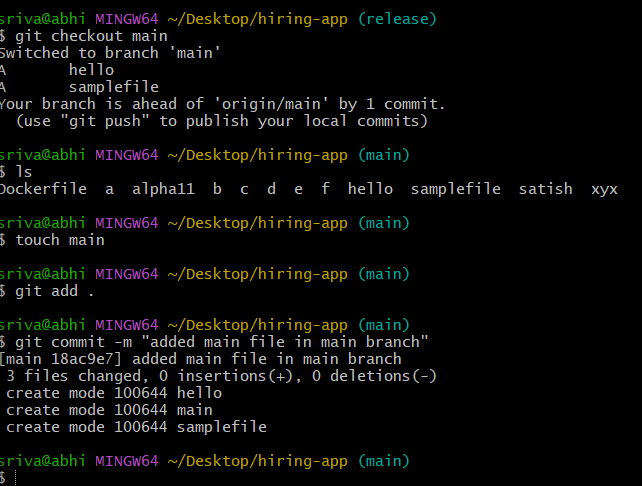 sriva@abhi MINGW64 ~/Desktop/hiring-app (release)
$ git checkout main
Switched to branch 'main'
A       hello
A       samplefile
Your branch is ahead of 'origin/main' by 1 commit.
  (use "git push" to publish your local commits)
sriva@abhi MINGW64 ~/Desktop/hiring-app (main)
$ ls
Dockerfile  a  alpha11  b  c  d  e  f  hello  samplefile  satish  xyx
sriva@abhi MINGW64 ~/Desktop/hiring-app (main)
$ touch main
sriva@abhi MINGW64 ~/Desktop/hiring-app (main)
$ git add .
sriva@abhi MINGW64 ~/Desktop/hiring-app (main)
$ git commit -m "added main file in main branch"
[main 18ac9e7] added main file in main branch
 3 files changed, 0 insertions(+), 0 deletions(-)
 create mode 100644 hello
 create mode 100644 main
 create mode 100644 samplefile
sriva@abhi MINGW64 ~/Desktop/hiring-app (main)
$